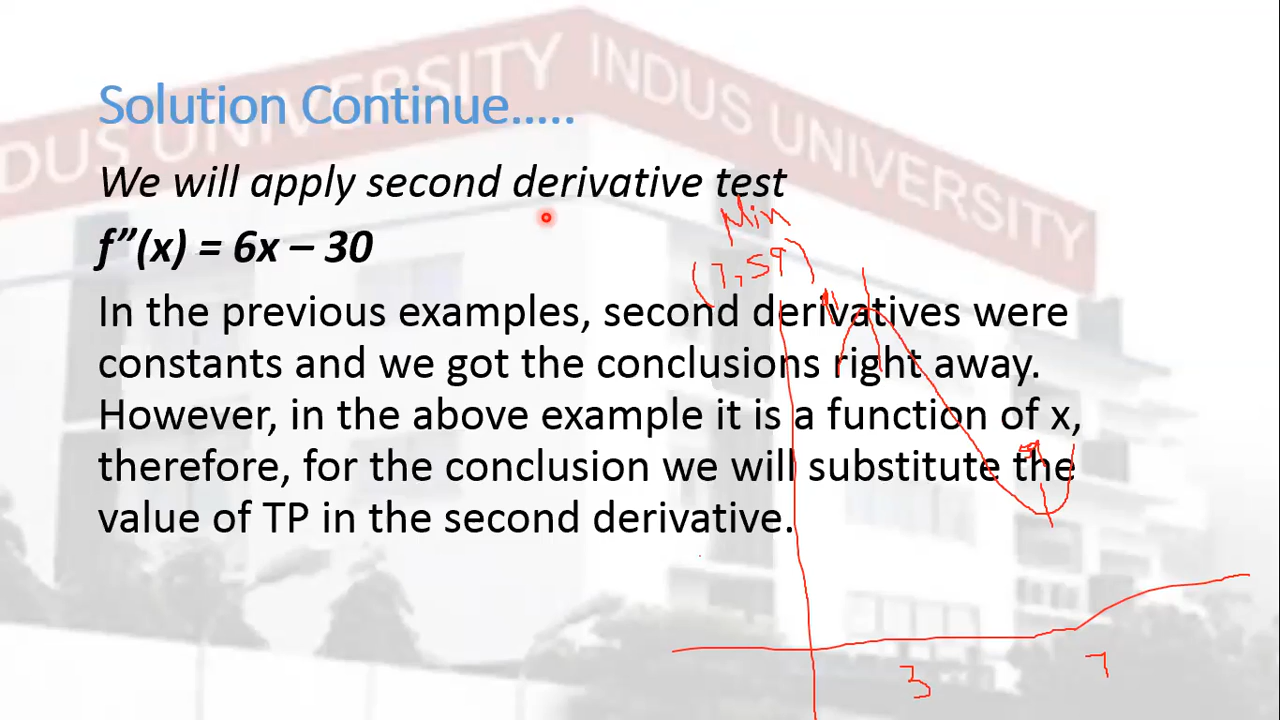 INDUS UNIVERSITY
INDUS UNIVERSITY
Solution Continue.....
We will apply second derivative test
f”(x) = 6x – 30
Min
(7,59)
In the previous examples, second derivatives were
constants and we got the conclusions right away.
However, in the above example it is a function of x,
therefore, for the conclusion we will substitute the
value of TP in the second derivative.
3
7